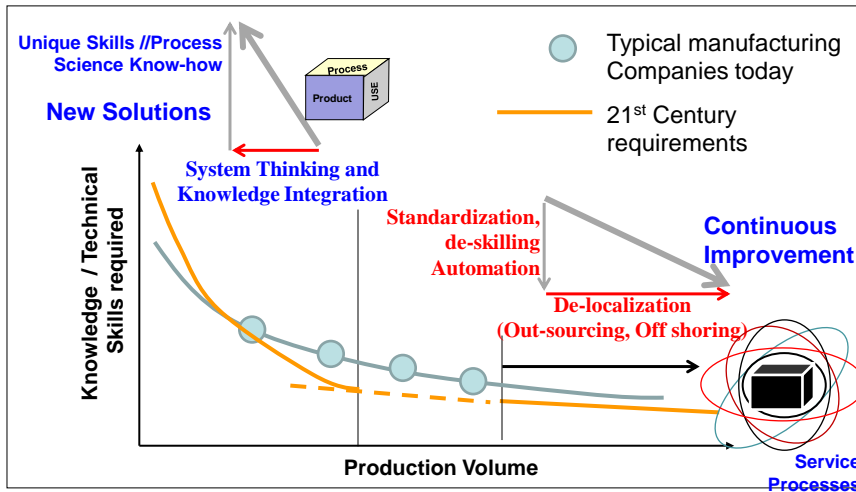 Unique Skills //Process
Science Know-how
New Solutions
Process
Product
USE
Typical manufacturing
Companies today
21st Century
requirements
System Thinking and
Knowledge Integration
Standardization,
de-skilling
Automation
Continuous
Improvement
De-localization
(Out-sourcing, Off shoring)
Knowledge / Technical
Skills required
Production Volume
Service
Processes